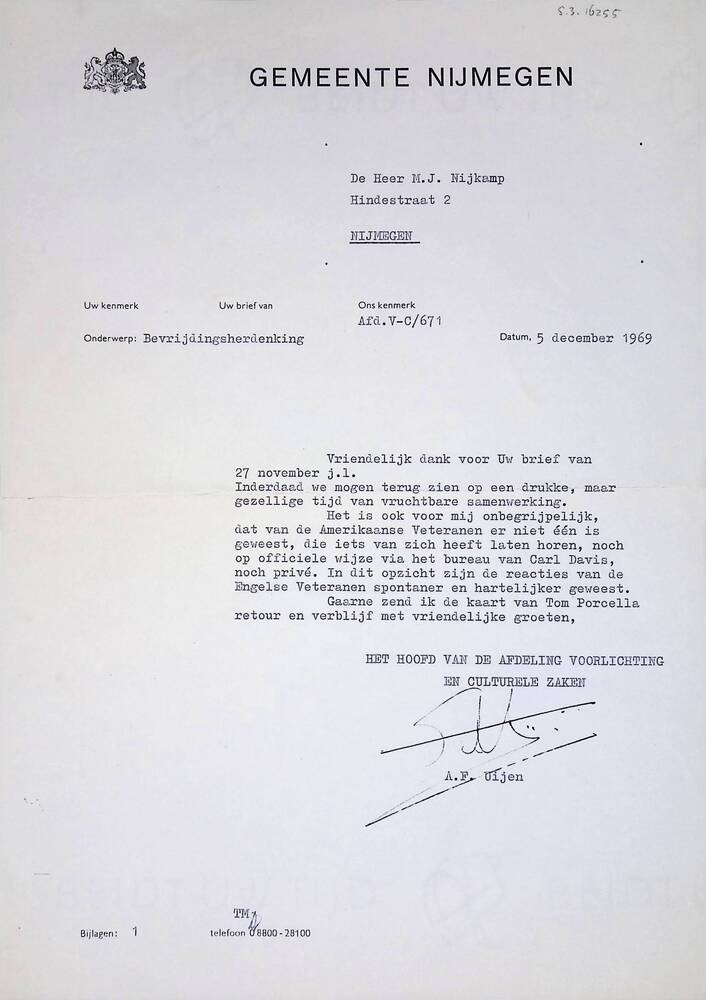 S.3. 16255
GEMEENTE NIJMEGEN
De Heer M.J. Nijkamp
Hindestraat 2
NIJMEGEN
Uw kenmerk Uw brief van Ons kenmerk
Afd.V-C/671
Onderwerp: Bevrijdingsherdenking Datum, 5 december 1969
Vriendelijk dank voor Uw brief van
27 november j.l.
Inderdaad we mogen terug zien op een drukke, maar
gezellige tijd van vruchtbare samenwerking.
Het is ook voor mij onbegrijpelijk,
dat van de Amerikaanse Veteranen er niet één is
geweest, die iets van zich heeft laten horen, noch
op officiele wijze via het bureau van Carl Davis,
noch privé. In dit opzicht zijn de reacties van de
Engelse Veteranen spontaner en hartelijker geweest.
Gaarne zend ik de kaart van Tom Porcella
retour en verblijf met vriendelijke groeten,
HET HOOFD VAN DE AFDELING VOORLICHTING
EN CULTURELE ZAKEN
A.F. Uijen
TM
Bijlagen: 1 telefoon 08800-28100